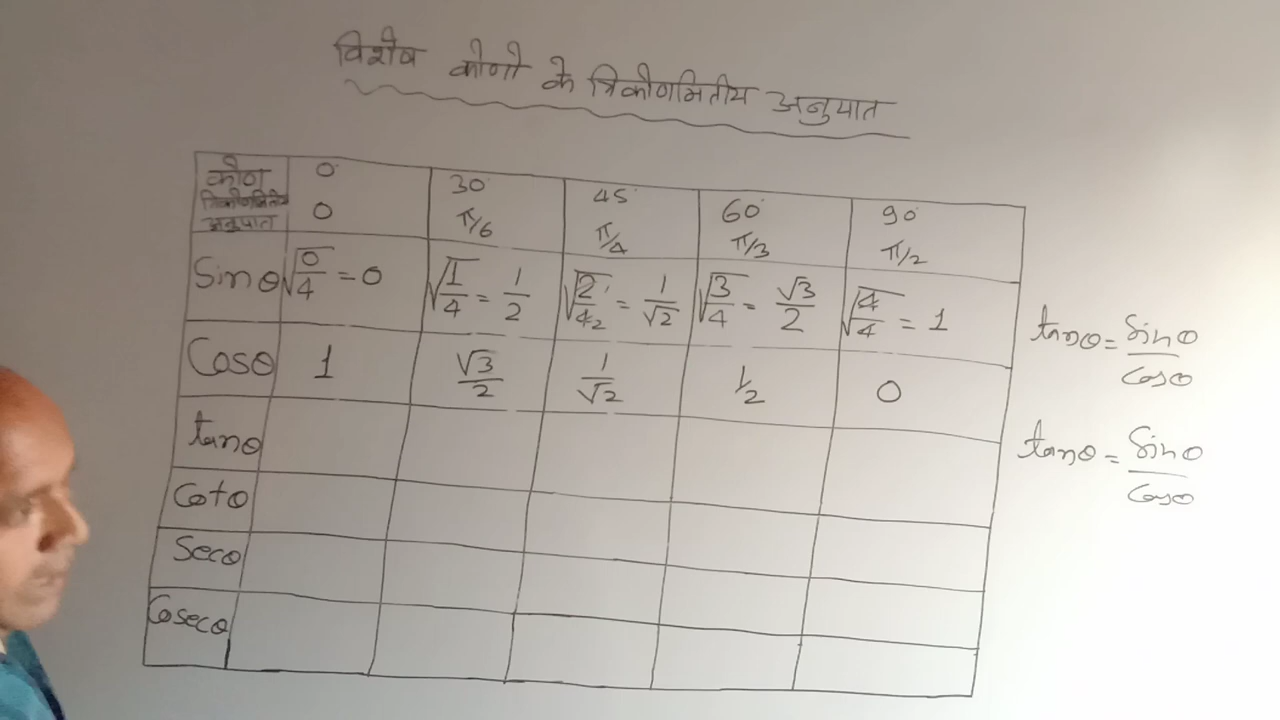 विशेष कोणो के त्रिकोणमितीय अनुपात
कोण
त्रिकोणमितीय
अनुपात
0° 30° 45° 60° 90°
0 π/6 π/4 π/3 π/2
Sinθ √0/4 = 0 √1/4 = 1/2 √2/4 2 = 1/√2 √3/4 = √3/2 √4/4 = 1
Cosθ 1 √3/2 1/√2 1/2 0
tanθ
Cotθ
Secθ
Cosecθ
tanθ = Sinθ/Cosθ
tanθ = Sinθ/Cosθ